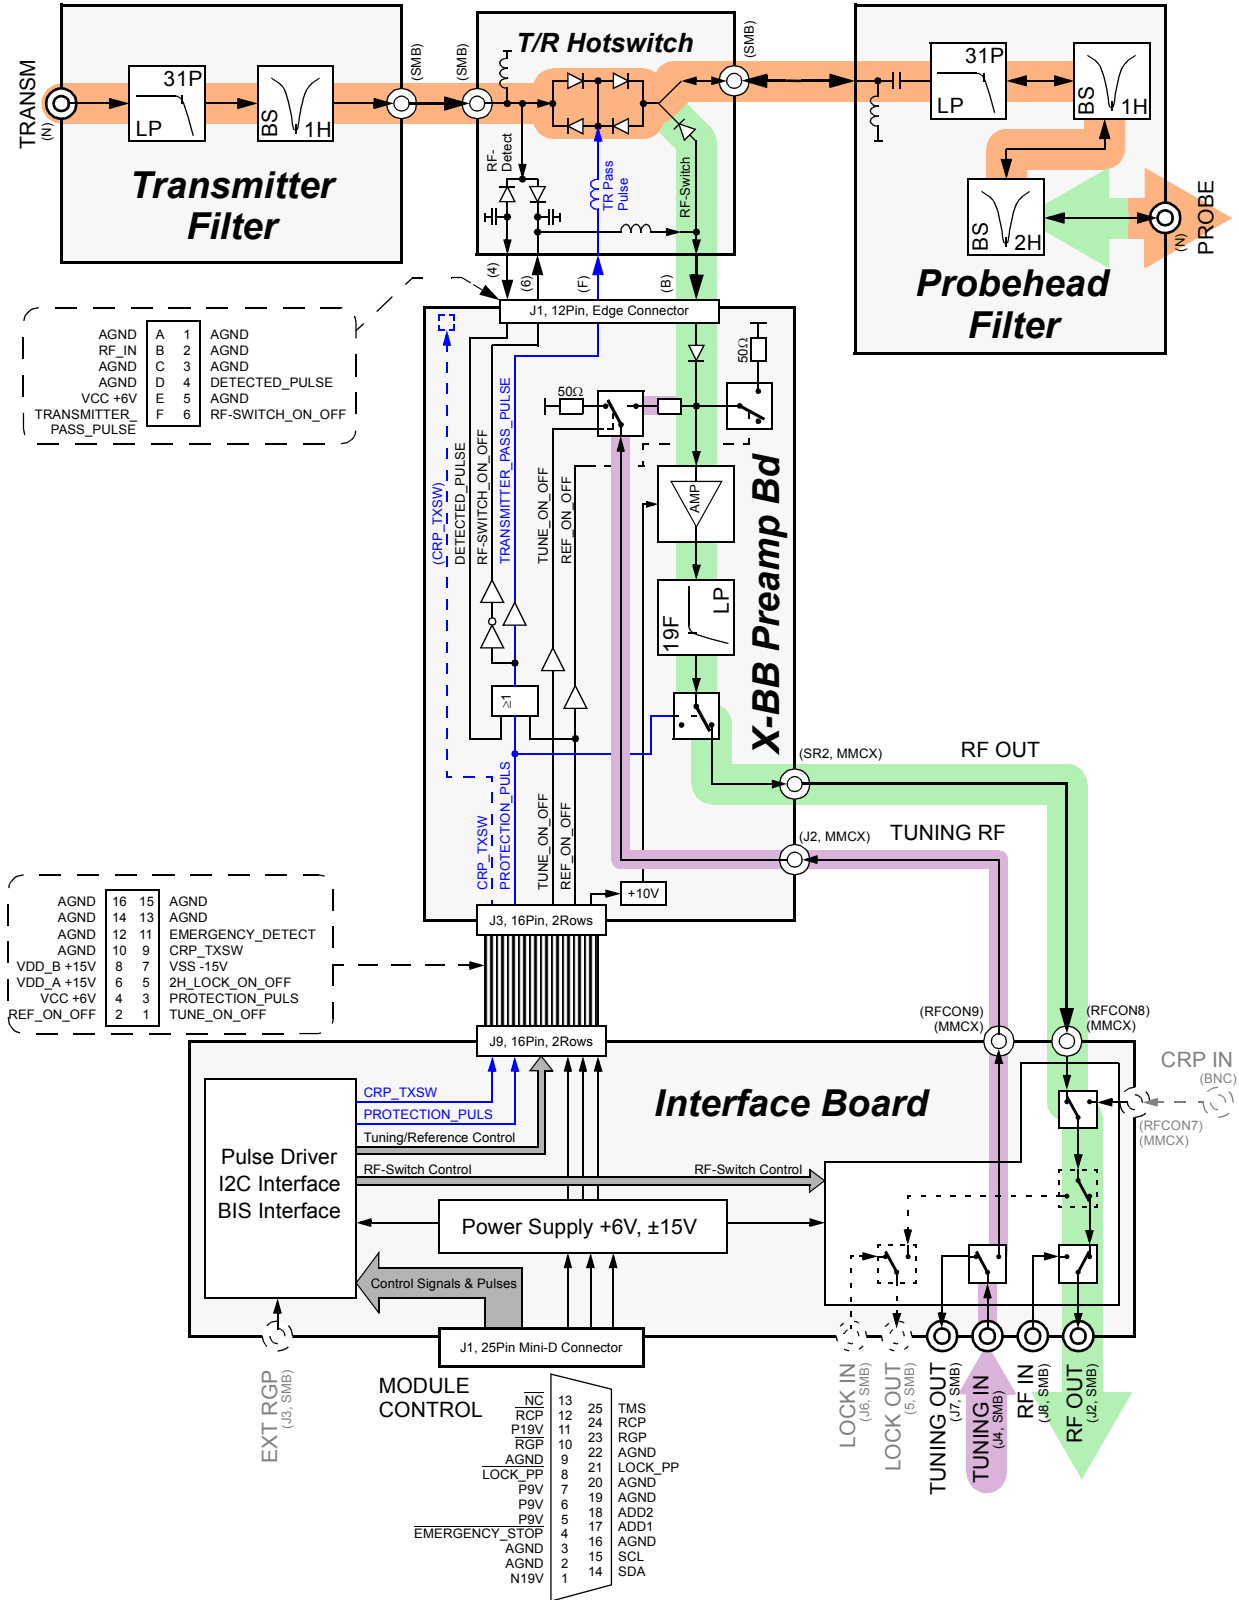 TRANSM
(N)
31P
LP
BS
1H
(SMB)
Transmitter
Filter
(SMB)
T/R Hotswitch
RF-
Detect
TR Pass
Pulse
RF-Switch
(SMB)
31P
LP
BS
1H
BS
2H
(N)
PROBE
Probehead
Filter
(4)
(6)
(F)
(B)
J1, 12Pin, Edge Connector
AGND A 1 AGND
RF_IN B 2 AGND
AGND C 3 AGND
AGND D 4 DETECTED_PULSE
VCC +6V E 5 AGND
TRANSMITTER_ F 6 RF-SWITCH_ON_OFF
PASS_PULSE
(CRP_TXSW)
DETECTED_PULSE
RF-SWITCH_ON_OFF
TRANSMITTER_PASS_PULSE
TUNE_ON_OFF
REF_ON_OFF
50Ω
50Ω
AMP
19F
LP
X-BB Preamp Bd
≥1
CRP_TXSW
PROTECTION_PULS
TUNE_ON_OFF
REF_ON_OFF
+10V
(SR2, MMCX)
RF OUT
(J2, MMCX)
TUNING RF
J3, 16Pin, 2Rows
AGND 16 15 AGND
AGND 14 13 AGND
AGND 12 11 EMERGENCY_DETECT
AGND 10 9 CRP_TXSW
VDD_B +15V 8 7 VSS -15V
VDD_A +15V 6 5 2H_LOCK_ON_OFF
VCC +6V 4 3 PROTECTION_PULS
REF_ON_OFF 2 1 TUNE_ON_OFF
J9, 16Pin, 2Rows
(RFCON9)
(MMCX)
(RFCON8)
(MMCX)
CRP IN
(BNC)
(RFCON7)
(MMCX)
Interface Board
CRP_TXSW
PROTECTION_PULS
Tuning/Reference Control
RF-Switch Control
RF-Switch Control
Pulse Driver
I2C Interface
BIS Interface
Power Supply +6V, ±15V
Control Signals & Pulses
J1, 25Pin Mini-D Connector
EXT RGP
(J3, SMB)
LOCK IN
(J6, SMB)
LOCK OUT
(5, SMB)
TUNING OUT
(J7, SMB)
TUNING IN
(J4, SMB)
RF IN
(J8, SMB)
RF OUT
(J2, SMB)
MODULE
CONTROL
NC 13
25 TMS
RCP 12
24 RCP
P19V 11
23 RGP
RGP 10
22 AGND
AGND 9
21 LOCK_PP
LOCK_PP 8
20 AGND
P9V 7
19 AGND
P9V 6
18 ADD2
P9V 5
17 ADD1
EMERGENCY_STOP 4
16 AGND
AGND 3
15 SCL
AGND 2
14 SDA
N19V 1